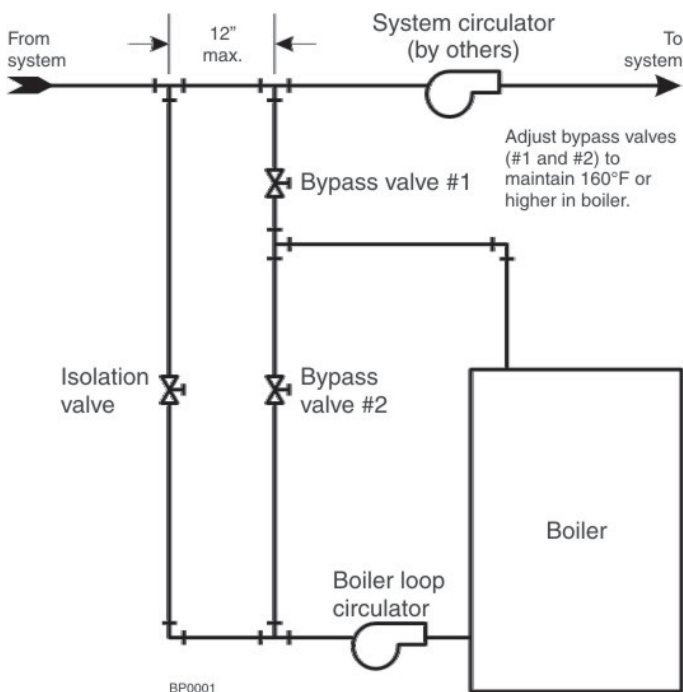 From
system
12”
max.
System circulator
(by others)
To
system
Adjust bypass valves
(#1 and #2) to
maintain 160°F or
higher in boiler.
Bypass valve #1
Isolation
valve
Bypass
valve #2
Boiler
Boiler loop
circulator
BP0001